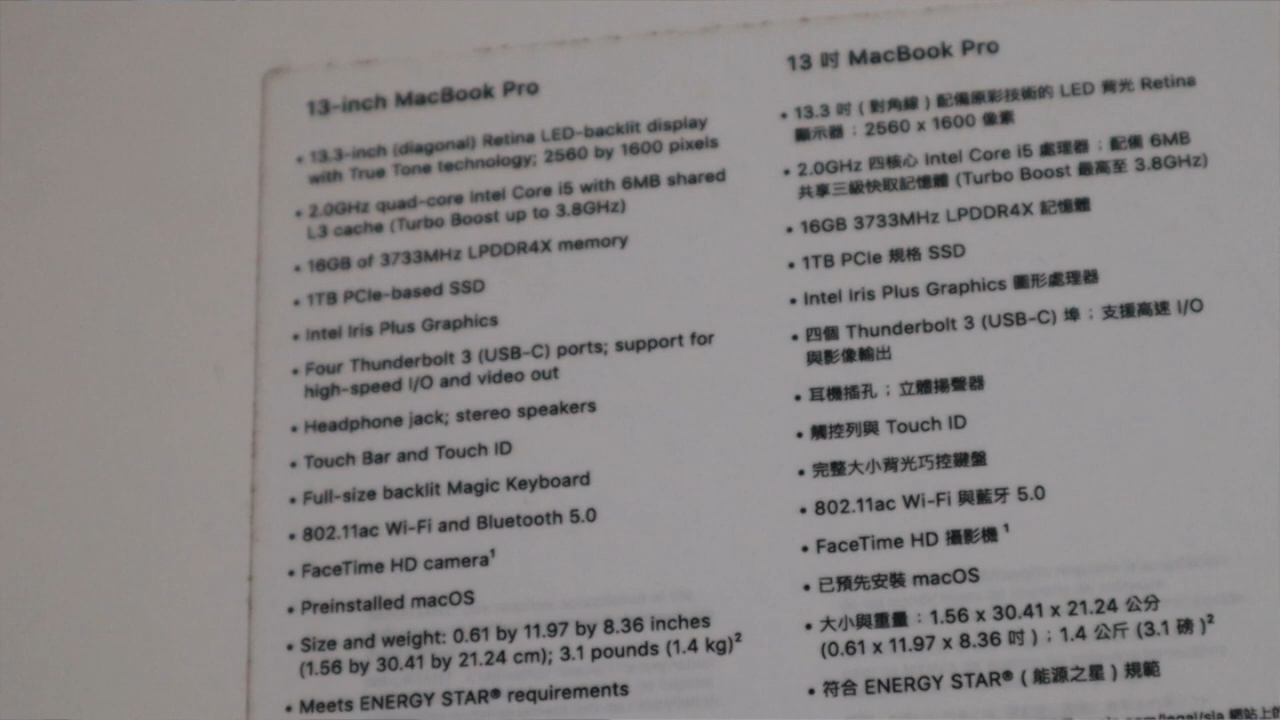 13-inch MacBook Pro
• 13.3-inch (diagonal) Retina LED-backlit display
with True Tone technology; 2560 by 1600 pixels
• 2.0GHz quad-core Intel Core i5 with 6MB shared
L3 cache (Turbo Boost up to 3.8GHz)
• 16GB of 3733MHz LPDDR4X memory
• 1TB PCIe-based SSD
• Intel Iris Plus Graphics
• Four Thunderbolt 3 (USB-C) ports; support for
high-speed I/O and video out
• Headphone jack; stereo speakers
• Touch Bar and Touch ID
• Full-size backlit Magic Keyboard
• 802.11ac Wi-Fi and Bluetooth 5.0
• FaceTime HD camera¹
• Preinstalled macOS
• Size and weight: 0.61 by 11.97 by 8.36 inches
(1.56 by 30.41 by 21.24 cm); 3.1 pounds (1.4 kg)²
• Meets ENERGY STAR® requirements
13 吋 MacBook Pro
• 13.3 吋 (對角線) 配備原彩技術的 LED 背光 Retina
顯示器；2560 x 1600 像素
• 2.0GHz 四核心 Intel Core i5 處理器；配備 6MB
共享三級快取記憶體 (Turbo Boost 最高至 3.8GHz)
• 16GB 3733MHz LPDDR4X 記憶體
• 1TB PCIe 規格 SSD
• Intel Iris Plus Graphics 圖形處理器
• 四個 Thunderbolt 3 (USB-C) 埠；支援高速 I/O
與影像輸出
• 耳機插孔；立體揚聲器
• 觸控列與 Touch ID
• 完整大小背光巧控鍵盤
• 802.11ac Wi-Fi 與藍牙 5.0
• FaceTime HD 攝影機¹
• 已預先安裝 macOS
• 大小與重量：1.56 x 30.41 x 21.24 公分
(0.61 x 11.97 x 8.36 吋)；1.4 公斤 (3.1 磅)²
• 符合 ENERGY STAR® (能源之星) 規範